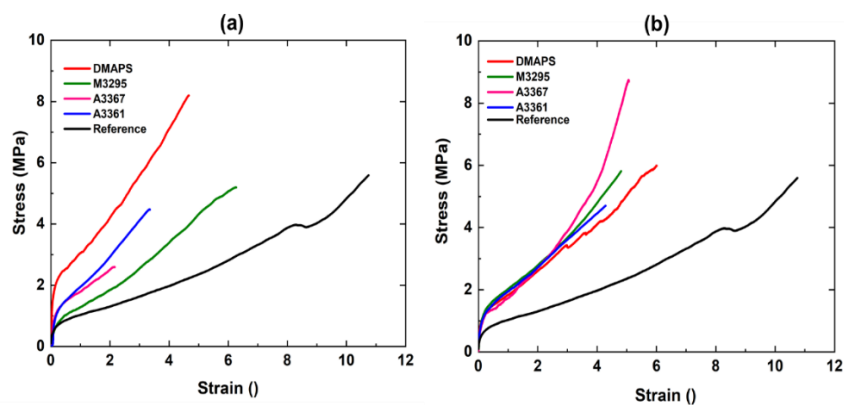 (a)
10
8
6
4
2
0
Stress (MPa)
DMAPS
M3295
A3367
A3361
Reference
0 2 4 6 8 10 12
Strain ()
(b)
10
8
6
4
2
0
Stress (MPa)
DMAPS
M3295
A3367
A3361
Reference
0 2 4 6 8 10 12
Strain ()